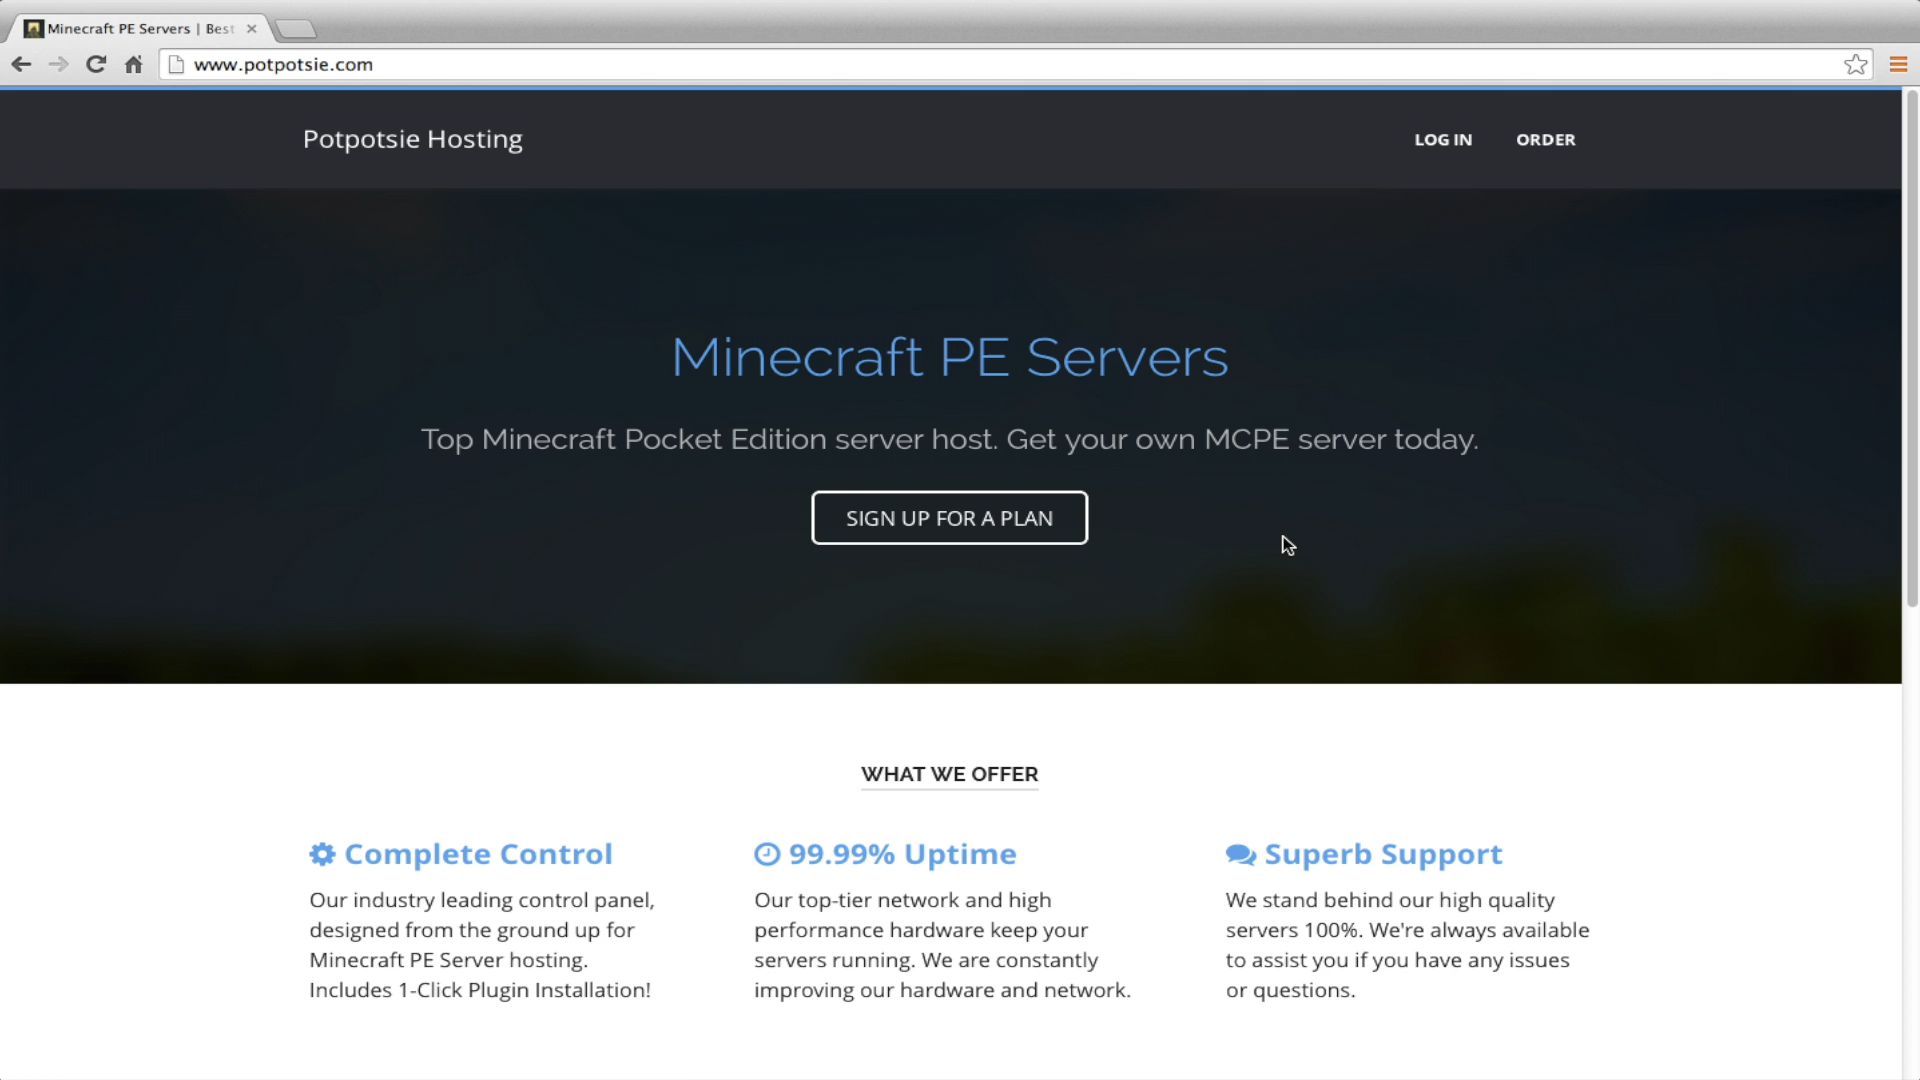 Minecraft PE Servers | Best
www.potpotsie.com
Potpotsie Hosting
LOG IN
ORDER
Minecraft PE Servers
Top Minecraft Pocket Edition server host. Get your own MCPE server today.
SIGN UP FOR A PLAN
WHAT WE OFFER
Complete Control
Our industry leading control panel,
designed from the ground up for
Minecraft PE Server hosting.
Includes 1-Click Plugin Installation!
99.99% Uptime
Our top-tier network and high
performance hardware keep your
servers running. We are constantly
improving our hardware and network.
Superb Support
We stand behind our high quality
servers 100%. We're always available
to assist you if you have any issues
or questions.